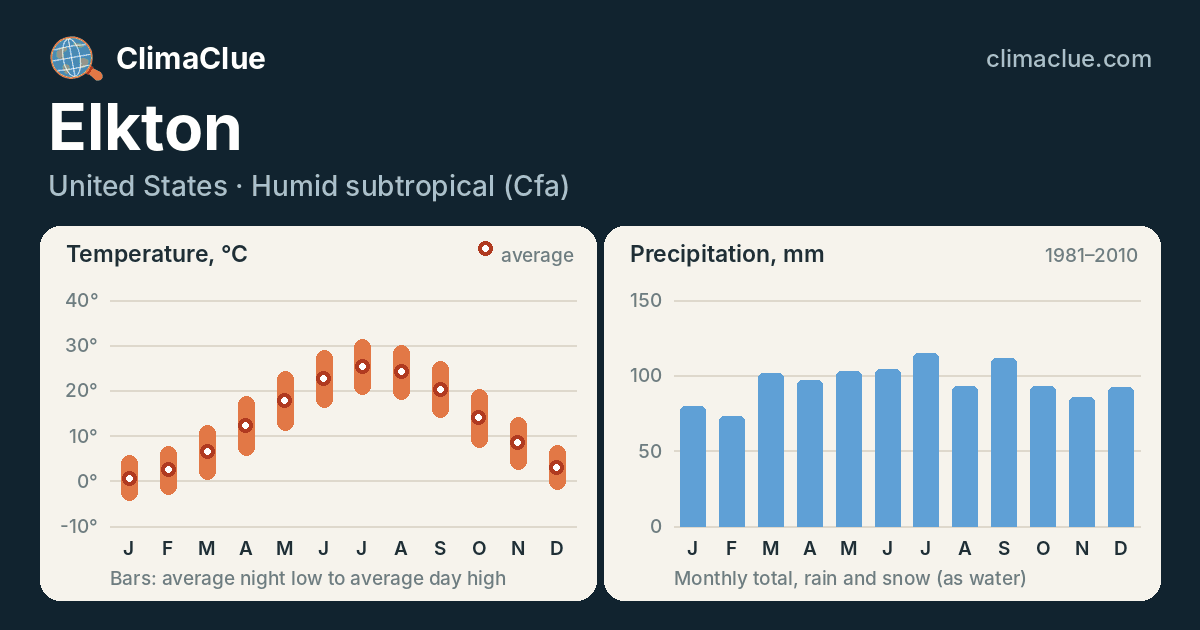 ClimaClue
climaclue.com
Elkton
United States · Humid subtropical (Cfa)
Temperature, °C
average
40°
30°
20°
10°
0°
-10°
J F M A M J J A S O N D
Bars: average night low to average day high
Precipitation, mm
1981–2010
150
100
50
0
J F M A M J J A S O N D
Monthly total, rain and snow (as water)